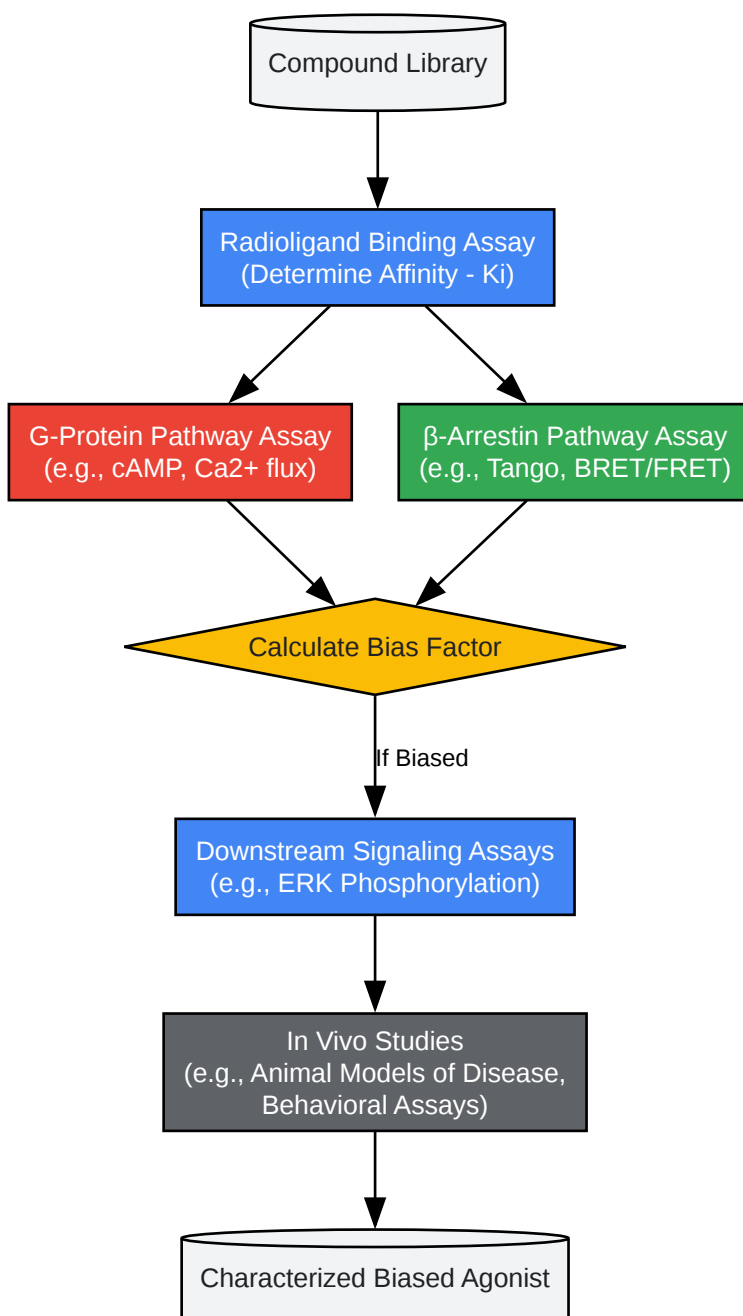 Compound Library
Radioligand Binding Assay
(Determine Affinity - Ki)
G-Protein Pathway Assay
(e.g., cAMP, Ca2+ flux)
β-Arrestin Pathway Assay
(e.g., Tango, BRET/FRET)
Calculate Bias Factor
If Biased
Downstream Signaling Assays
(e.g., ERK Phosphorylation)
In Vivo Studies
(e.g., Animal Models of Disease,
Behavioral Assays)
Characterized Biased Agonist